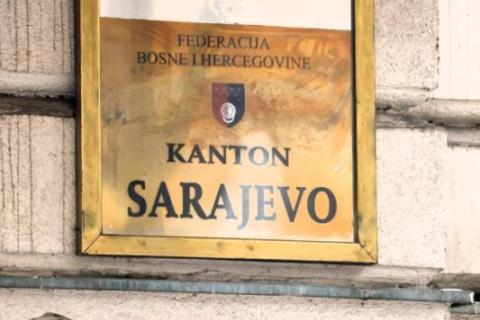 FEDERACIJA
BOSNE I HERCEGOVINE
KANTON
SARAJEVO